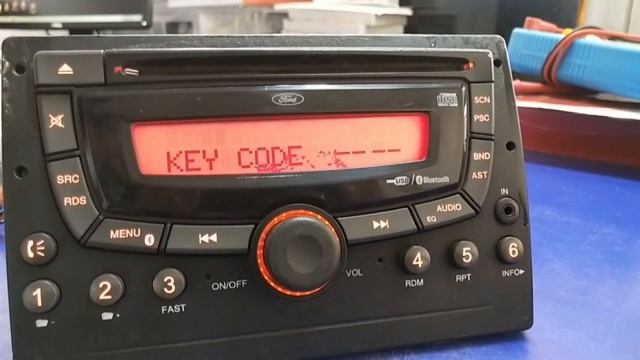 Ford
SCN
PSC
KEY CODE ----
USB / Bluetooth
BND
AST
SRC
RDS
MENU
AUDIO
EQ
IN
ON/OFF
VOL
1
2
3
FAST
4
RDM
5
RPT
6
INFO